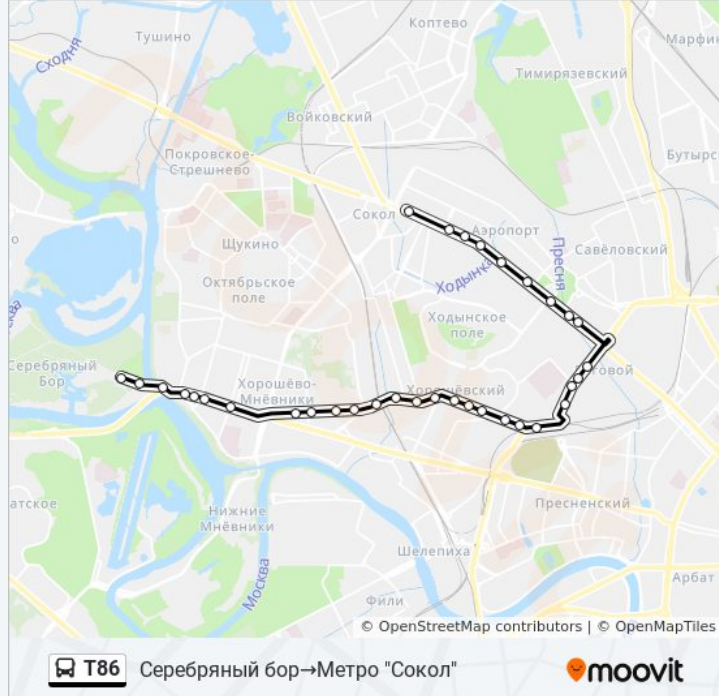 Коптево
Тушино
Марфин
Сходня
Тимирязевский
Войковский
Покровское-
Стрешнево
Бутырс
Сокол
Аэропорт
Пресня
Савёловский
Щукино
Ходынка
Октябрьское
поле
Ходынское
поле
Серебряный
Бор
говой
Хорошёво-
Мнёвники
Хорошёвский
атское
Нижние
Мнёвники
Пресненский
Шелепиха
Москва
Арбат
Фили
© OpenStreetMap contributors | © OpenMapTiles
T86 Серебряный бор→Метро "Сокол" moovit